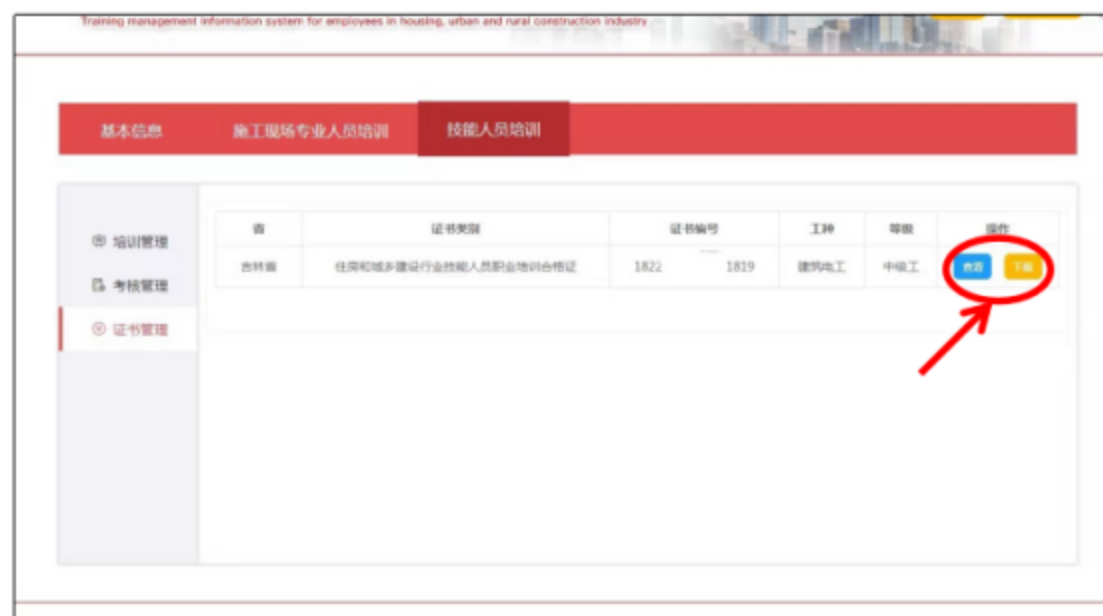 Training management information system for employees in housing, urban and rural construction industry
基本信息 施工现场专业人员培训 技能人员培训
培训管理
考核管理
证书管理
省 证书类别 证书编号 工种 等级 操作
吉林省 住房和城乡建设行业技能人员职业培训合格证 1822 1819 建筑电工 中级工 查看 下载